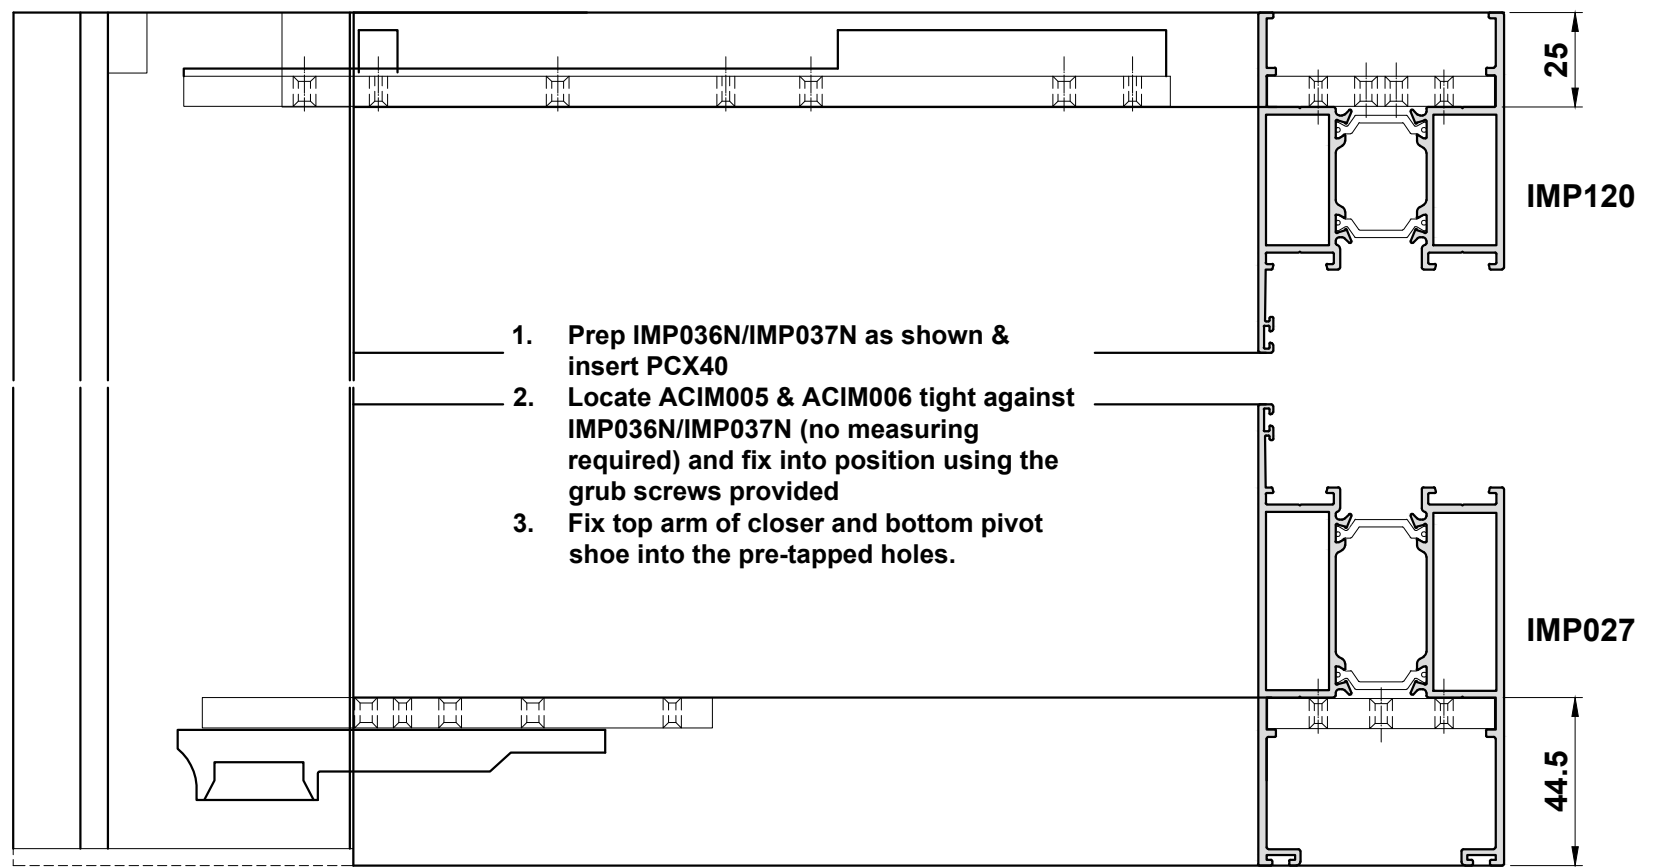 25
IMP120
1. Prep IMP036N/IMP037N as shown &
insert PCX40
2. Locate ACIM005 & ACIM006 tight against
IMP036N/IMP037N (no measuring
required) and fix into position using the
grub screws provided
3. Fix top arm of closer and bottom pivot
shoe into the pre-tapped holes.
IMP027
44.5